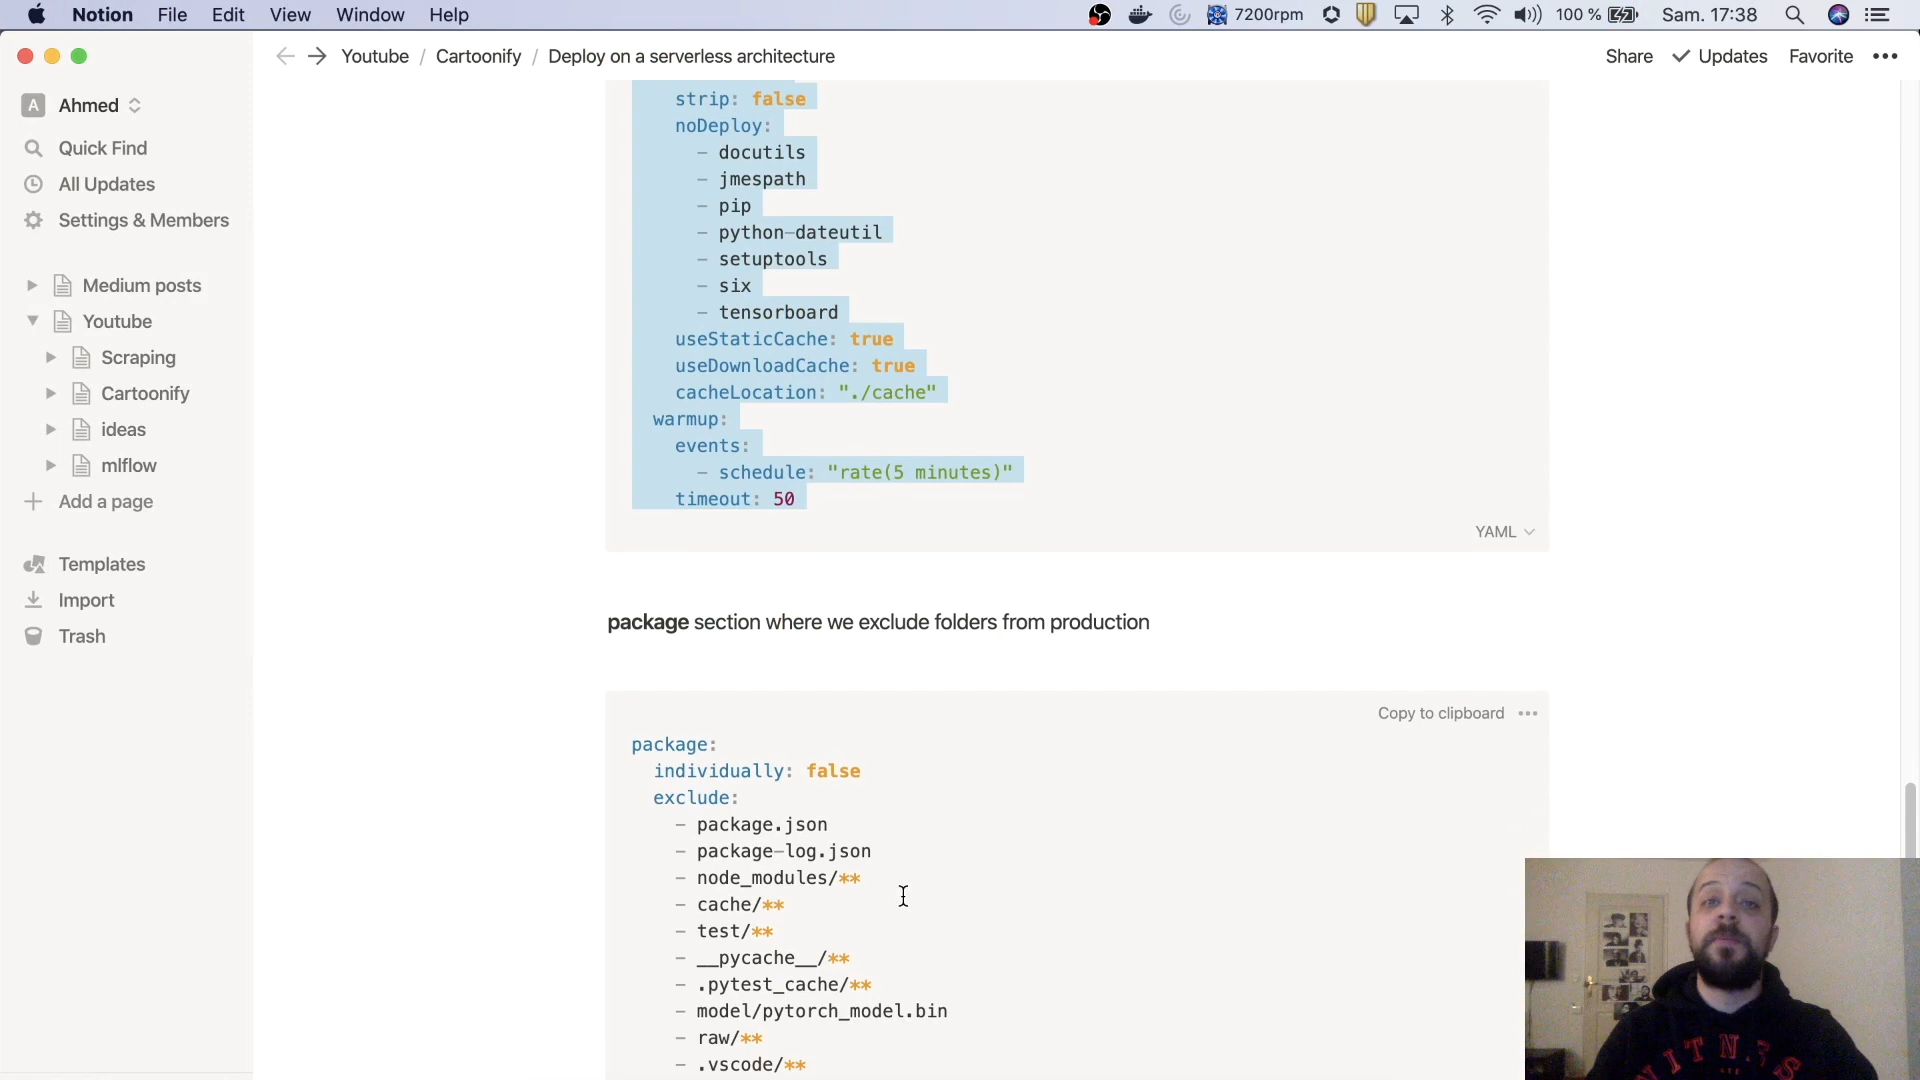 Notion File Edit View Window Help 7200rpm 100 % Sam. 17:38
Youtube / Cartoonify / Deploy on a serverless architecture Share Updates Favorite •••
A Ahmed
Quick Find
All Updates
Settings & Members
Medium posts
Youtube
Scraping
Cartoonify
ideas
mlflow
Add a page
Templates
Import
Trash
strip: false
noDeploy:
- docutils
- jmespath
- pip
- python-dateutil
- setuptools
- six
- tensorboard
useStaticCache: true
useDownloadCache: true
cacheLocation: "./cache"
warmup:
events:
- schedule: "rate(5 minutes)"
timeout: 50
YAML
package section where we exclude folders from production
Copy to clipboard •••
package:
individually: false
exclude:
- package.json
- package-log.json
- node_modules/**
- cache/**
- test/**
- __pycache__/**
- .pytest_cache/**
- model/pytorch_model.bin
- raw/**
- .vscode/**